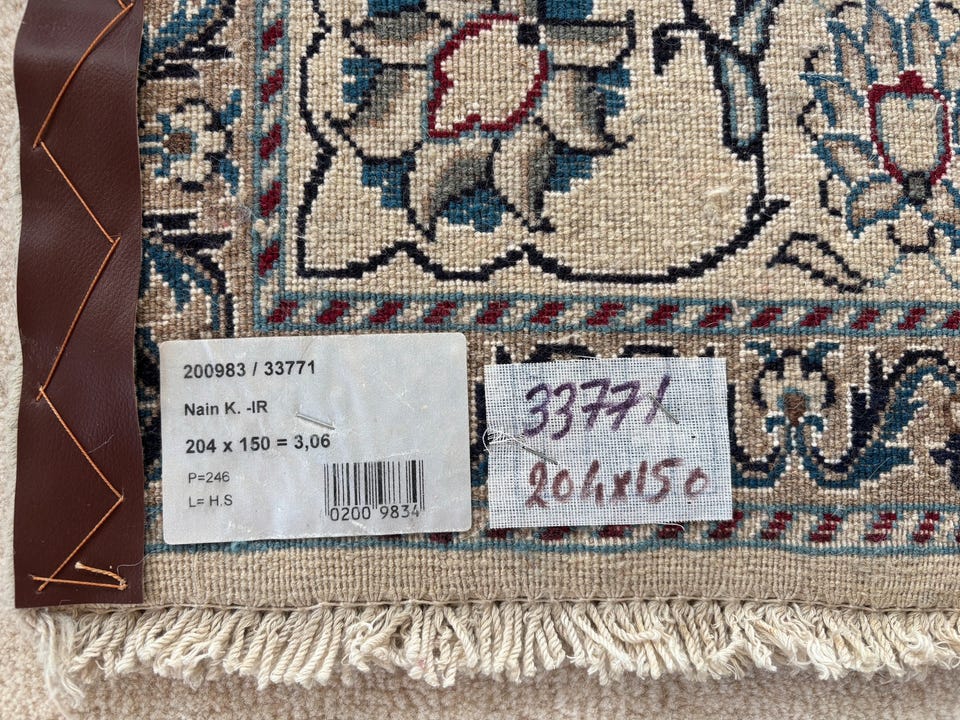 200983 / 33771
Nain K. -IR
204 x 150 = 3,06
P=246
L= H.S
0200 9834
33771
204x150